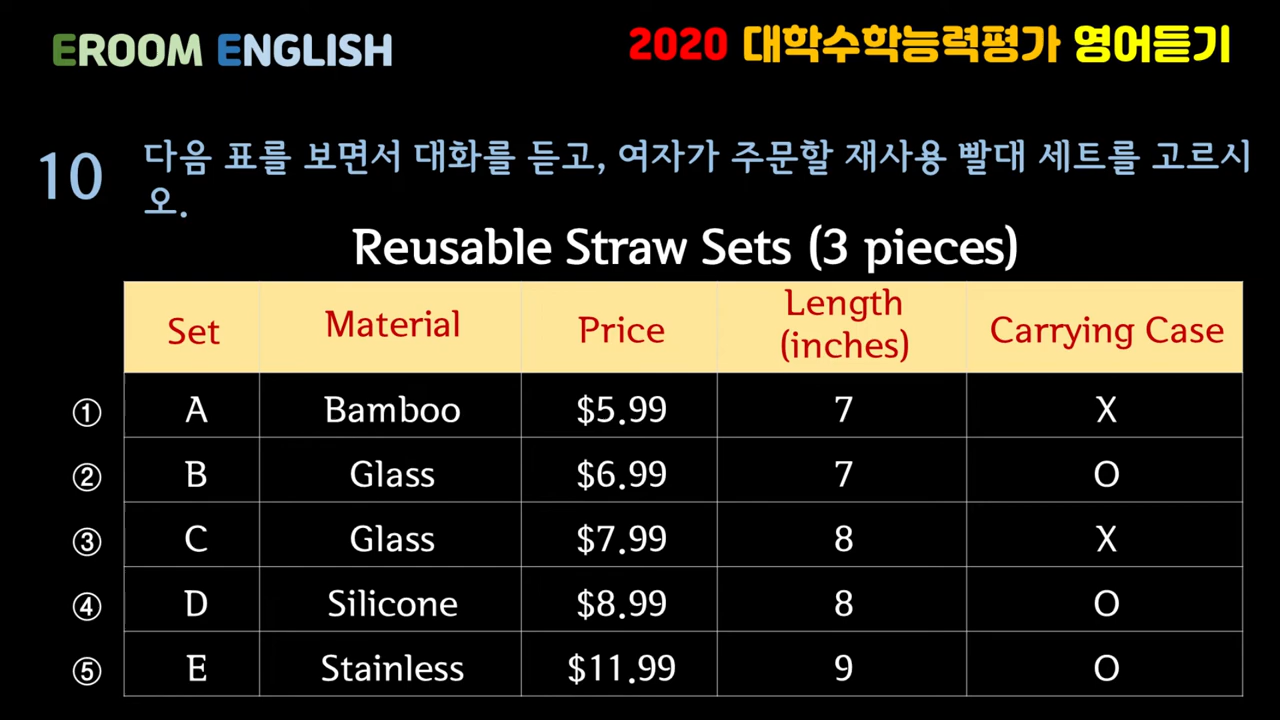 EROOM ENGLISH
2020 대학수학능력평가 영어듣기
10 다음 표를 보면서 대화를 듣고, 여자가 주문할 재사용 빨대 세트를 고르시
오.
Reusable Straw Sets (3 pieces)
Set Material Price Length (inches) Carrying Case
① A Bamboo $5.99 7 X
② B Glass $6.99 7 O
③ C Glass $7.99 8 X
④ D Silicone $8.99 8 O
⑤ E Stainless $11.99 9 O